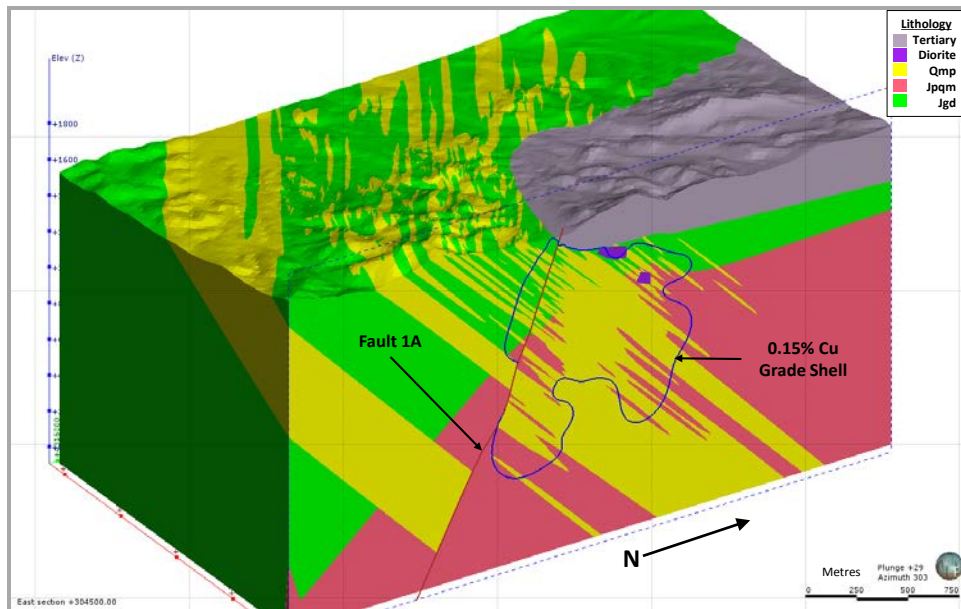 Lithology
Tertiary
Diorite
Qmp
Jpqm
Jgd
Elev (Z)
+1800
+1600
Fault 1A
0.15% Cu
Grade Shell
N
East section +304500.00
Metres
Plunge +29
Azimuth 303
0 250 500 750